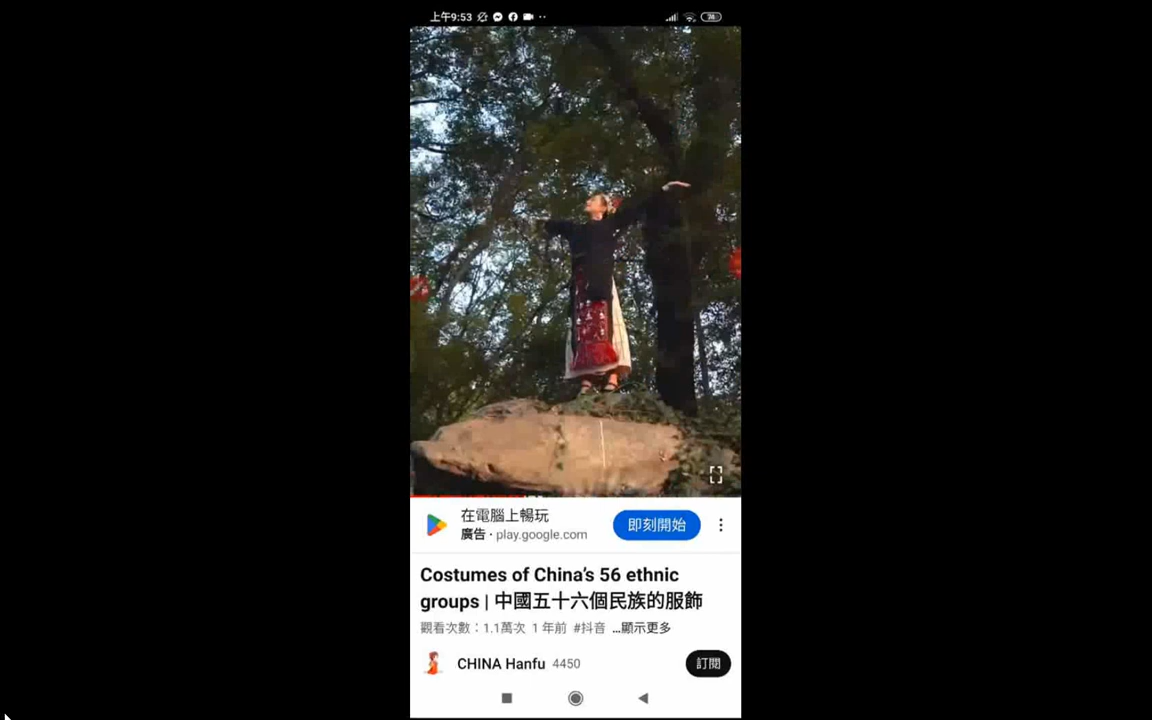 上午9:53
在電腦上暢玩
廣告 · play.google.com
即刻開始
Costumes of China's 56 ethnic
groups | 中國五十六個民族的服飾
觀看次數：1.1萬次 1 年前 #抖音 ...顯示更多
CHINA Hanfu 4450
訂閱